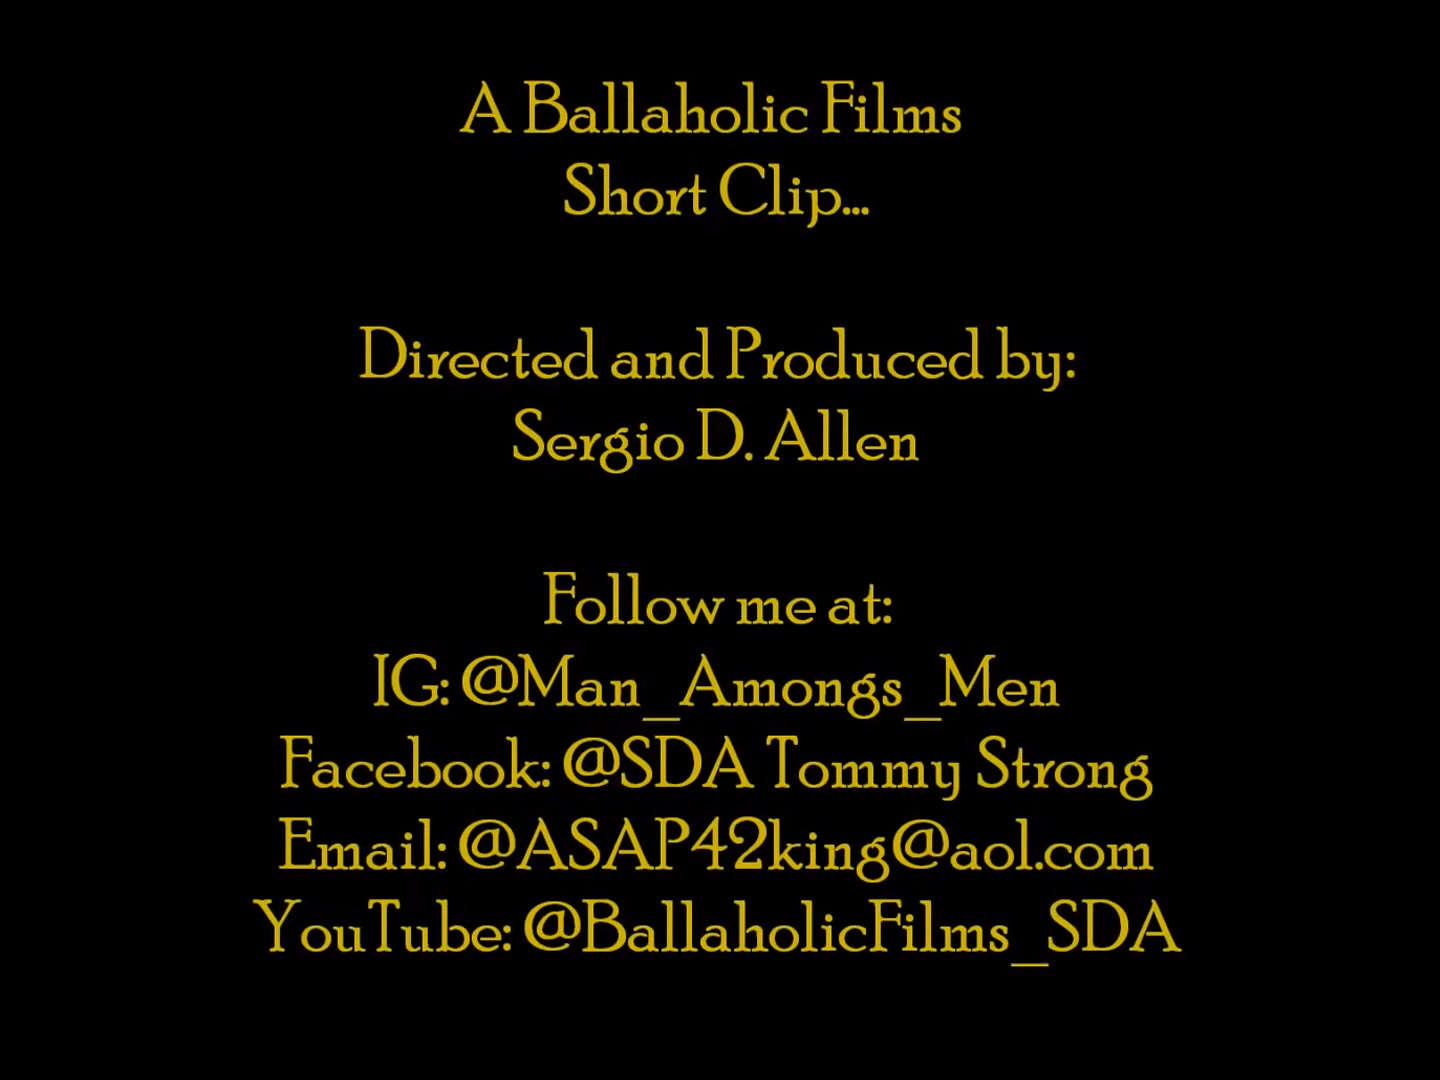 A Ballaholic Films
Short Clip...
Directed and Produced by:
Sergio D. Allen
Follow me at:
IG: @Man_Amongs_Men
Facebook: @SDA Tommy Strong
Email: @ASAP42king@aol.com
YouTube: @BallaholicFilms_SDA